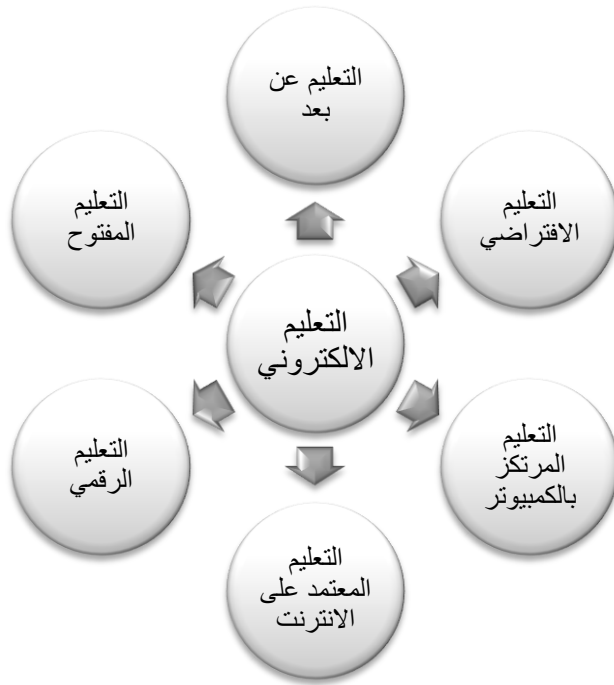 التعليم عن
بعد
التعليم
الافتراضي
التعليم
المرتكز
بالكمبيوتر
التعليم
المعتمد على
الانترنت
التعليم
الرقمي
التعليم
المفتوح
التعليم
الالكتروني